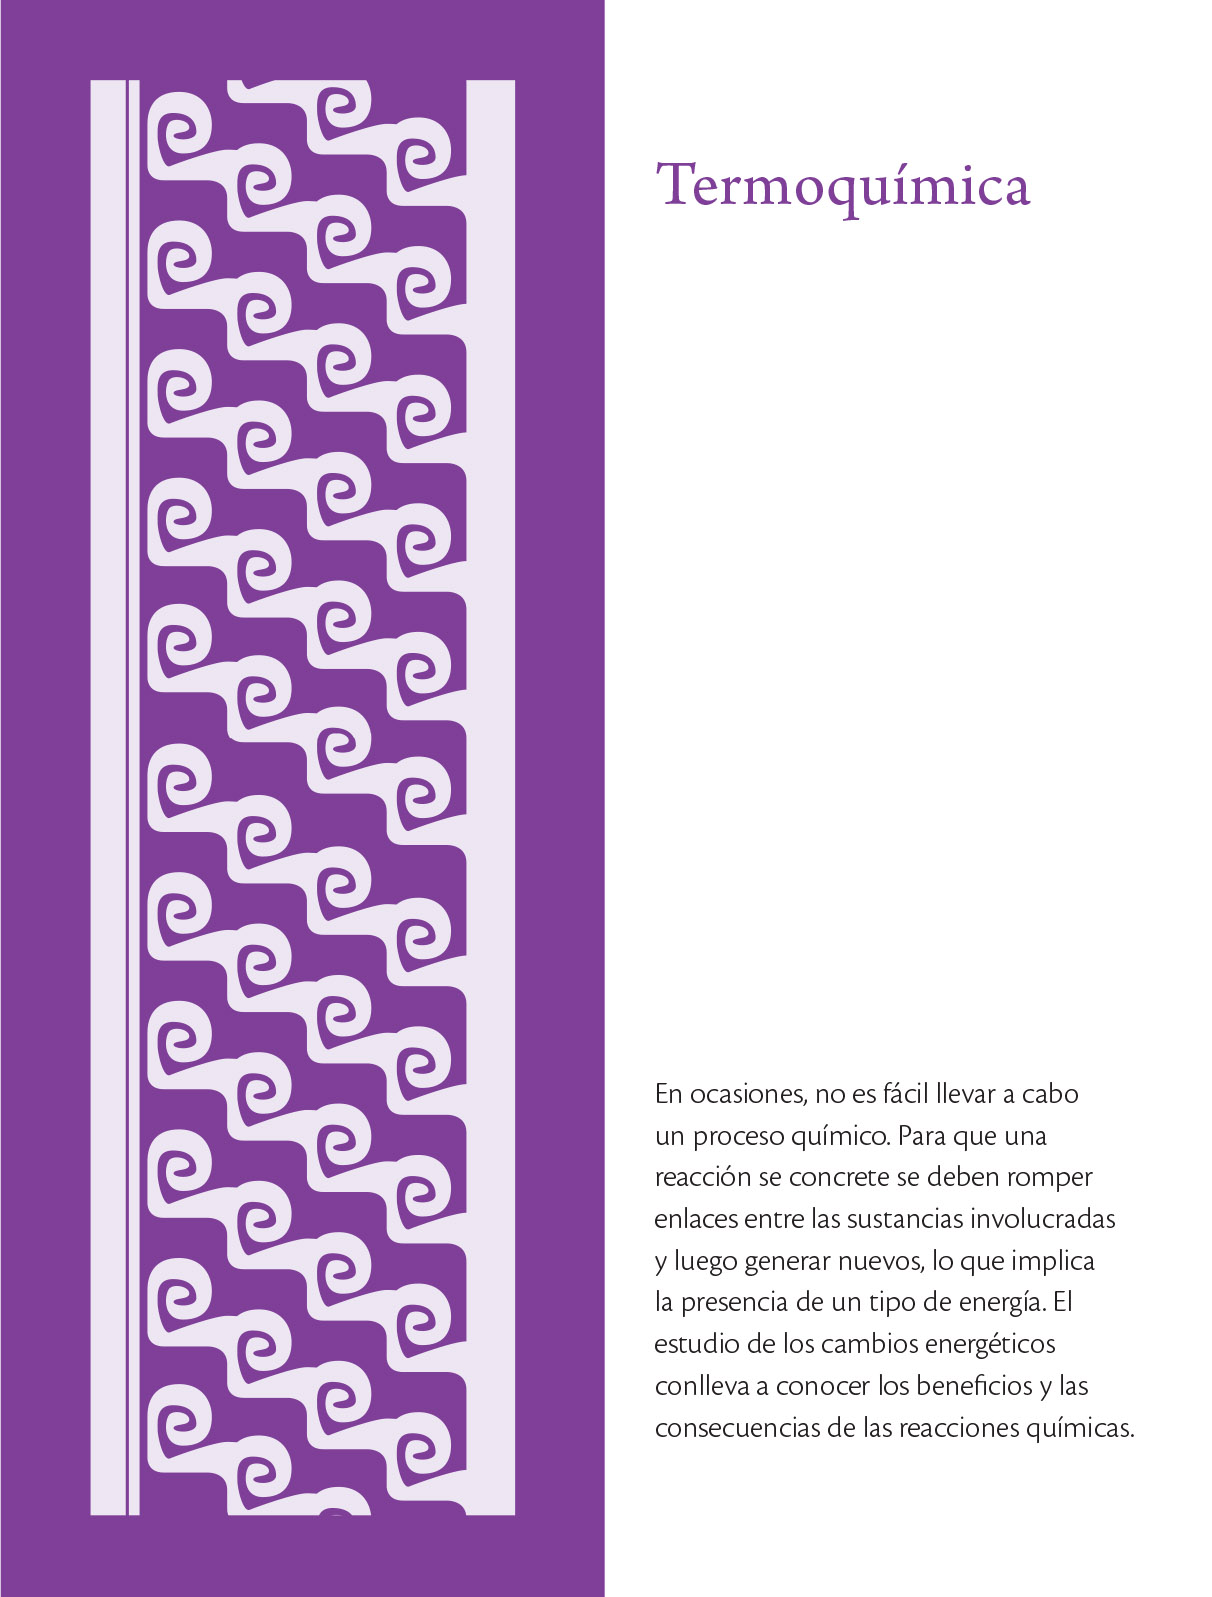 Termoquímica
En ocasiones, no es fácil llevar a cabo
un proceso químico. Para que una
reacción se concrete se deben romper
enlaces entre las sustancias involucradas
y luego generar nuevos, lo que implica
la presencia de un tipo de energía. El
estudio de los cambios energéticos
conlleva a conocer los beneficios y las
consecuencias de las reacciones químicas.